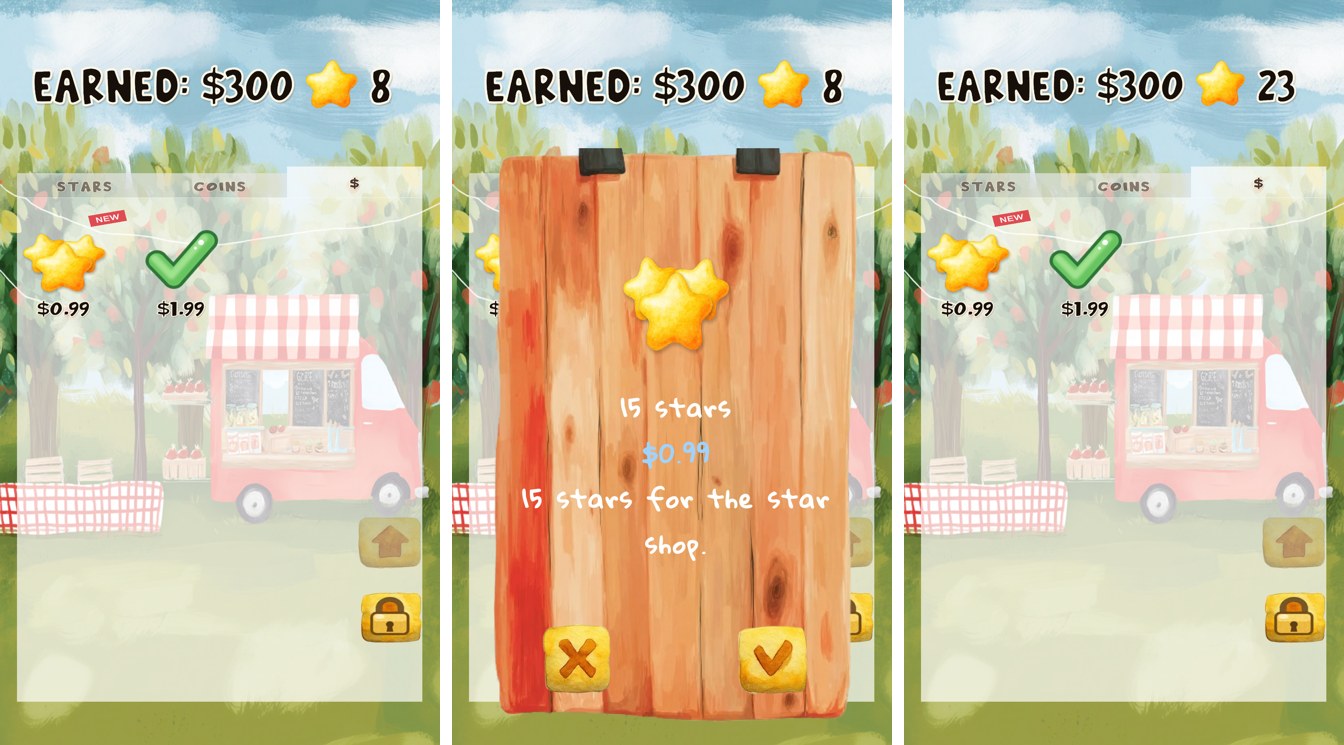 EARNED: $300 8
STARS COINS $
NEW
$0.99 $1.99
EARNED: $300 8
$
15 stars
$0.99
15 stars for the star
shop.
EARNED: $300 23
STARS COINS $
NEW
$0.99 $1.99